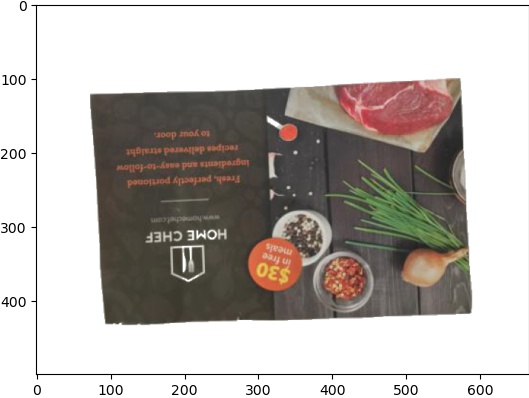 0
100
200
300
400
HOME CHEF
www.homechef.com
Fresh, perfectly portioned
ingredients and easy-to-follow
recipes delivered straight
to your door.
$30
in free
meals
0 100 200 300 400 500 600